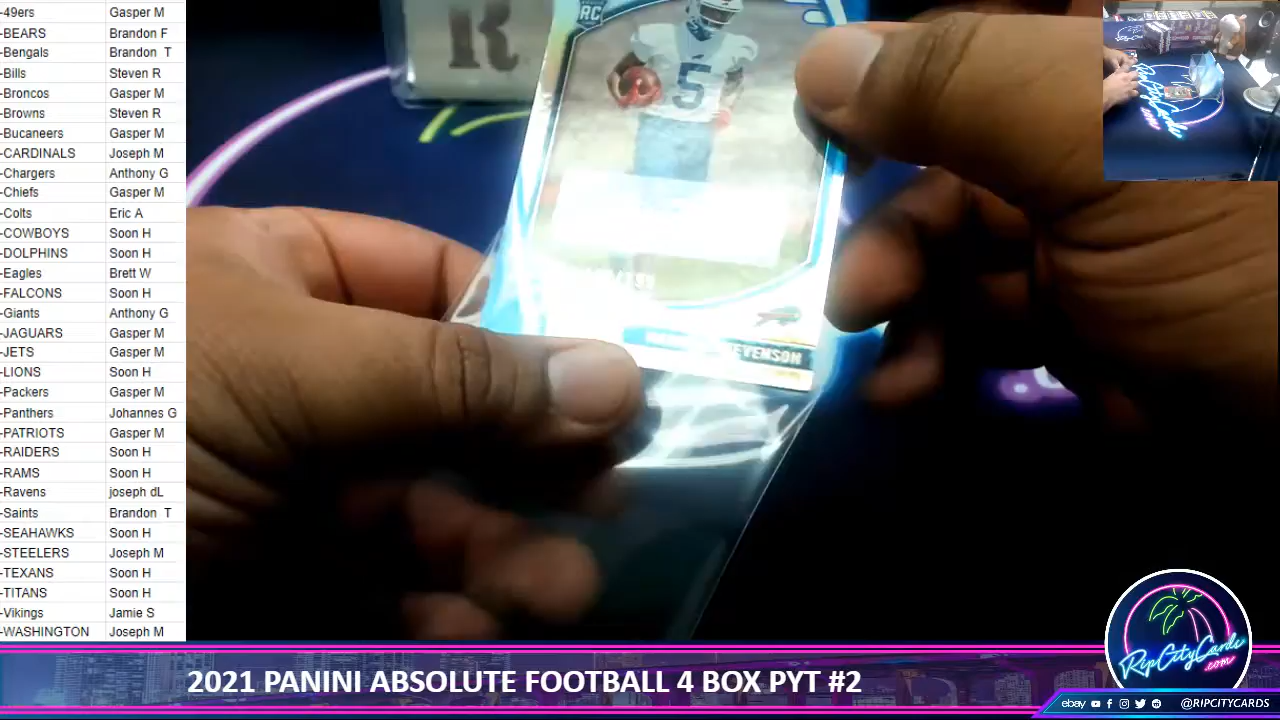 -49ers Gasper M
-BEARS Brandon F
-Bengals Brandon T
-Bills Steven R
-Broncos Gasper M
-Browns Steven R
-Bucaneers Gasper M
-CARDINALS Joseph M
-Chargers Anthony G
-Chiefs Gasper M
-Colts Eric A
-COWBOYS Soon H
-DOLPHINS Soon H
-Eagles Brett W
-FALCONS Soon H
-Giants Anthony G
-JAGUARS Gasper M
-JETS Gasper M
-LIONS Soon H
-Packers Gasper M
-Panthers Johannes G
-PATRIOTS Gasper M
-RAIDERS Soon H
-RAMS Soon H
-Ravens joseph dL
-Saints Brandon T
-SEAHAWKS Soon H
-STEELERS Joseph M
-TEXANS Soon H
-TITANS Soon H
-Vikings Jamie S
-WASHINGTON Joseph M
R
RC
5
RipCityCards
.com
2021 PANINI ABSOLUTE FOOTBALL 4 BOX PYT #2
ebay @RIPCITYCARDS